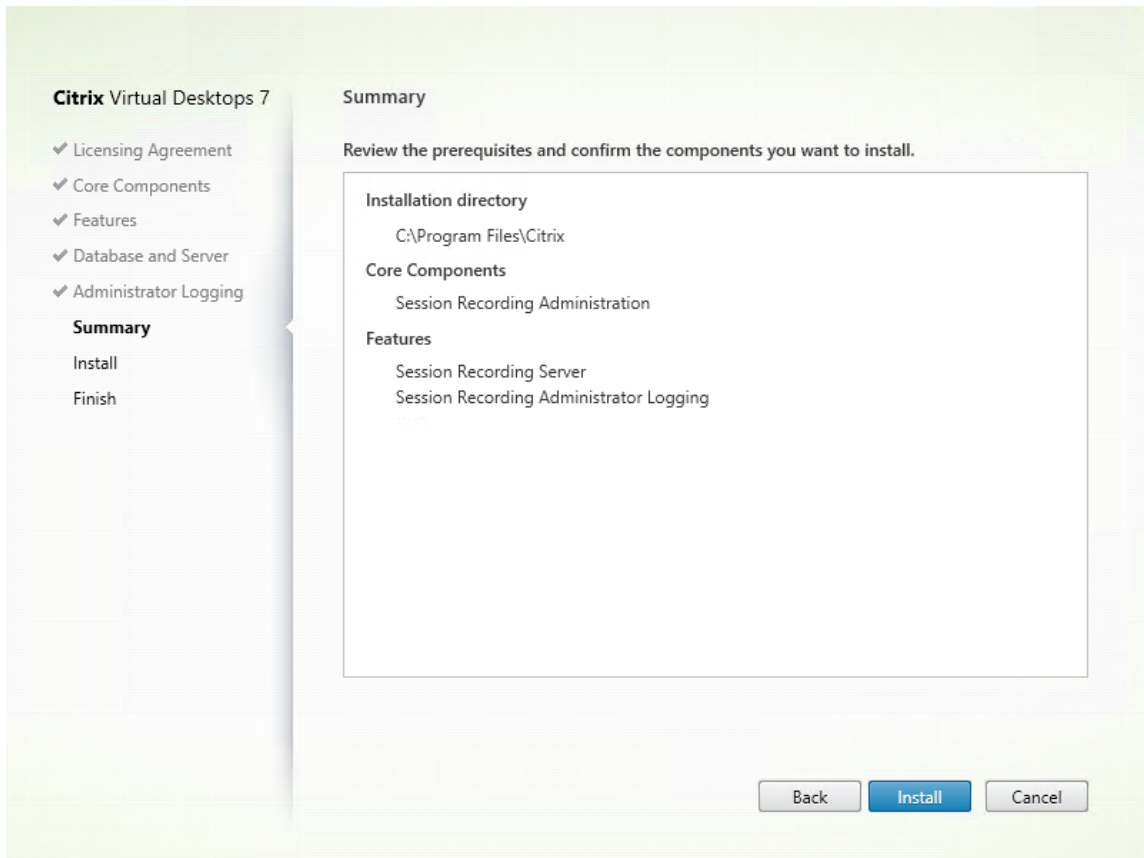 Citrix Virtual Desktops 7
Licensing Agreement
Core Components
Features
Database and Server
Administrator Logging
Summary
Install
Finish
Summary
Review the prerequisites and confirm the components you want to install.
Installation directory
C:\Program Files\Citrix
Core Components
Session Recording Administration
Features
Session Recording Server
Session Recording Administrator Logging
Back
Install
Cancel